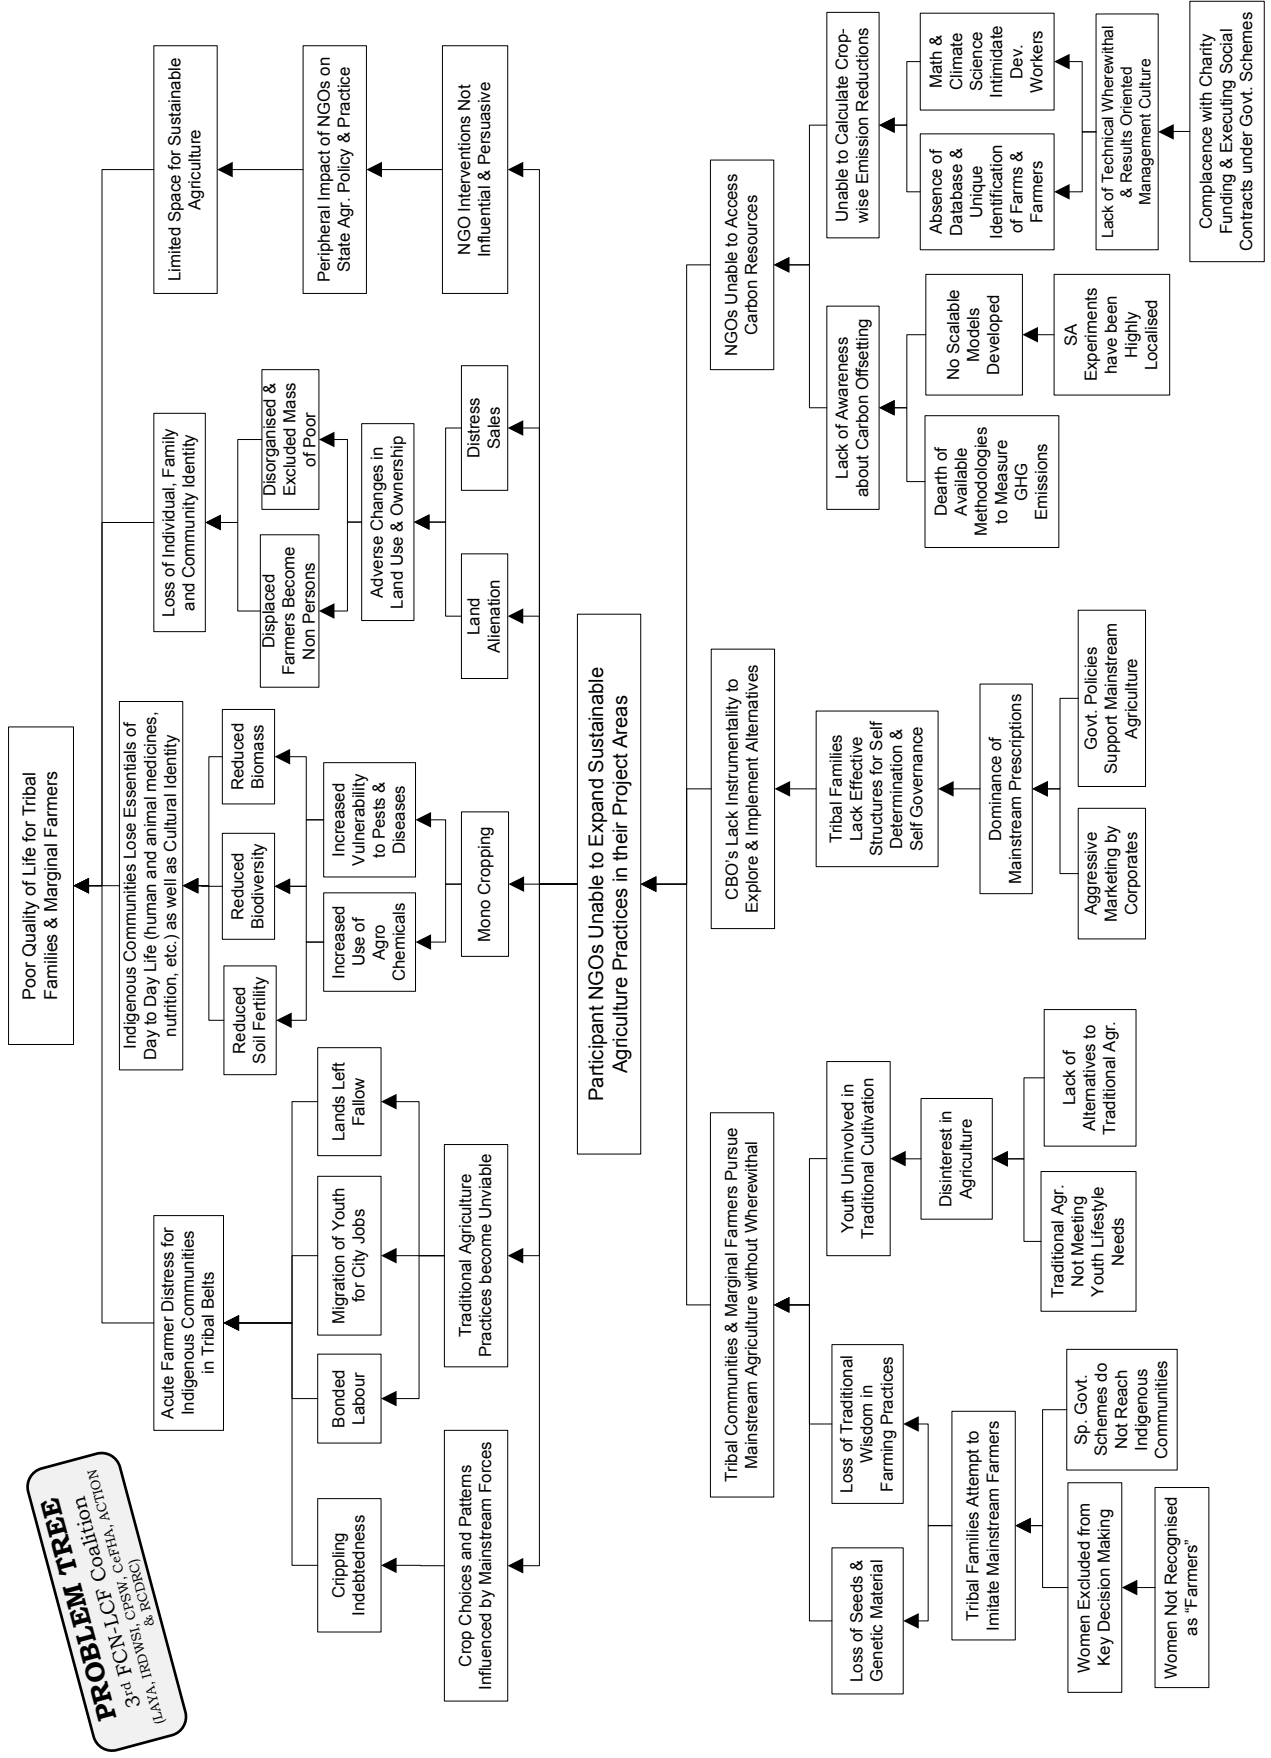 PROBLEM TREE
3rd FCN-LCF Coalition
(LAYA, IRDWSI, CPSW, CeFHA, ACTION
& RCDRC)
Poor Quality of Life for Tribal
Families & Marginal Farmers
Acute Farmer Distress for
Indigenous Communities
in Tribal Belts
Indigenous Communities Lose Essentials of
Day to Day Life (human and animal medicines,
nutrition, etc.) as well as Cultural Identity
Loss of Individual, Family
and Community Identity
Limited Space for Sustainable
Agriculture
Crippling
Indebtedness
Bonded
Labour
Migration of Youth
for City Jobs
Lands Left
Fallow
Reduced
Soil Fertility
Reduced
Biodiversity
Reduced
Biomass
Displaced
Farmers Become
Non Persons
Disorganised &
Excluded Mass
of Poor
Peripheral Impact of NGOs on
State Agr. Policy & Practice
Increased
Use of
Agro
Chemicals
Increased
Vulnerability
to Pests &
Diseases
Adverse Changes in
Land Use & Ownership
Crop Choices and Patterns
Influenced by Mainstream Forces
Traditional Agriculture
Practices become Unviable
Mono Cropping
Land
Alienation
Distress
Sales
NGO Interventions Not
Influential & Persuasive
Participant NGOs Unable to Expand Sustainable
Agriculture Practices in their Project Areas
Tribal Communities & Marginal Farmers Pursue
Mainstream Agriculture without Wherewithal
CBO's Lack Instrumentality to
Explore & Implement Alternatives
NGOs Unable to Access
Carbon Resources
Loss of Seeds &
Genetic Material
Loss of Traditional
Wisdom in
Farming Practices
Youth Uninvolved in
Traditional Cultivation
Tribal Families
Lack Effective
Structures for Self
Determination &
Self Governance
Lack of Awareness
about Carbon Offsetting
Unable to Calculate Crop-
wise Emission Reductions
Tribal Families Attempt to
Imitate Mainstream Farmers
Disinterest in
Agriculture
Dominance of
Mainstream Prescriptions
Dearth of
Available
Methodologies
to Measure
GHG
Emissions
No Scalable
Models
Developed
Absence of
Database &
Unique
Identification
of Farms &
Farmers
Math &
Climate
Science
Intimidate
Dev.
Workers
Women Excluded from
Key Decision Making
Sp. Govt.
Schemes do
Not Reach
Indigenous
Communities
Traditional Agr.
Not Meeting
Youth Lifestyle
Needs
Lack of
Alternatives to
Traditional Agr.
Aggressive
Marketing by
Corporates
Govt. Policies
Support Mainstream
Agriculture
SA
Experiments
have been
Highly
Localised
Lack of Technical Wherewithal
& Results Oriented
Management Culture
Women Not Recognised
as “Farmers”
Complacence with Charity
Funding & Executing Social
Contracts under Govt. Schemes